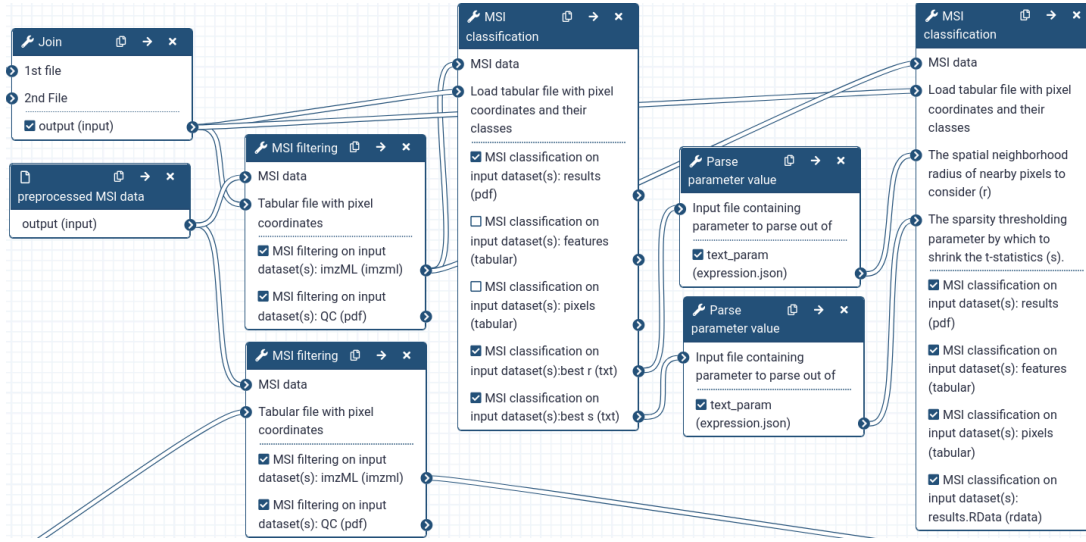 Join
1st file
2nd File
output (input)
preprocessed MSI data
output (input)
MSI filtering
MSI data
Tabular file with pixel
coordinates
MSI filtering on input
dataset(s): imzML (imzml)
MSI filtering on input
dataset(s): QC (pdf)
MSI filtering
MSI data
Tabular file with pixel
coordinates
MSI filtering on input
dataset(s): imzML (imzml)
MSI filtering on input
dataset(s): QC (pdf)
MSI
classification
MSI data
Load tabular file with pixel
coordinates and their
classes
MSI classification on
input dataset(s): results
(pdf)
MSI classification on
input dataset(s): features
(tabular)
MSI classification on
input dataset(s): pixels
(tabular)
MSI classification on
input dataset(s):best r (txt)
MSI classification on
input dataset(s):best s (txt)
Parse
parameter value
Input file containing
parameter to parse out of
text_param
(expression.json)
Parse
parameter value
Input file containing
parameter to parse out of
text_param
(expression.json)
MSI
classification
MSI data
Load tabular file with pixel
coordinates and their
classes
The spatial neighborhood
radius of nearby pixels to
consider (r)
The sparsity thresholding
parameter by which to
shrink the t-statistics (s).
MSI classification on
input dataset(s): results
(pdf)
MSI classification on
input dataset(s): features
(tabular)
MSI classification on
input dataset(s): pixels
(tabular)
MSI classification on
input dataset(s):
results.RData (rdata)